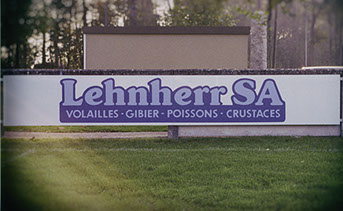 Lehnherr SA
VOLAILLES - GIBIER - POISSONS - CRUSTACES